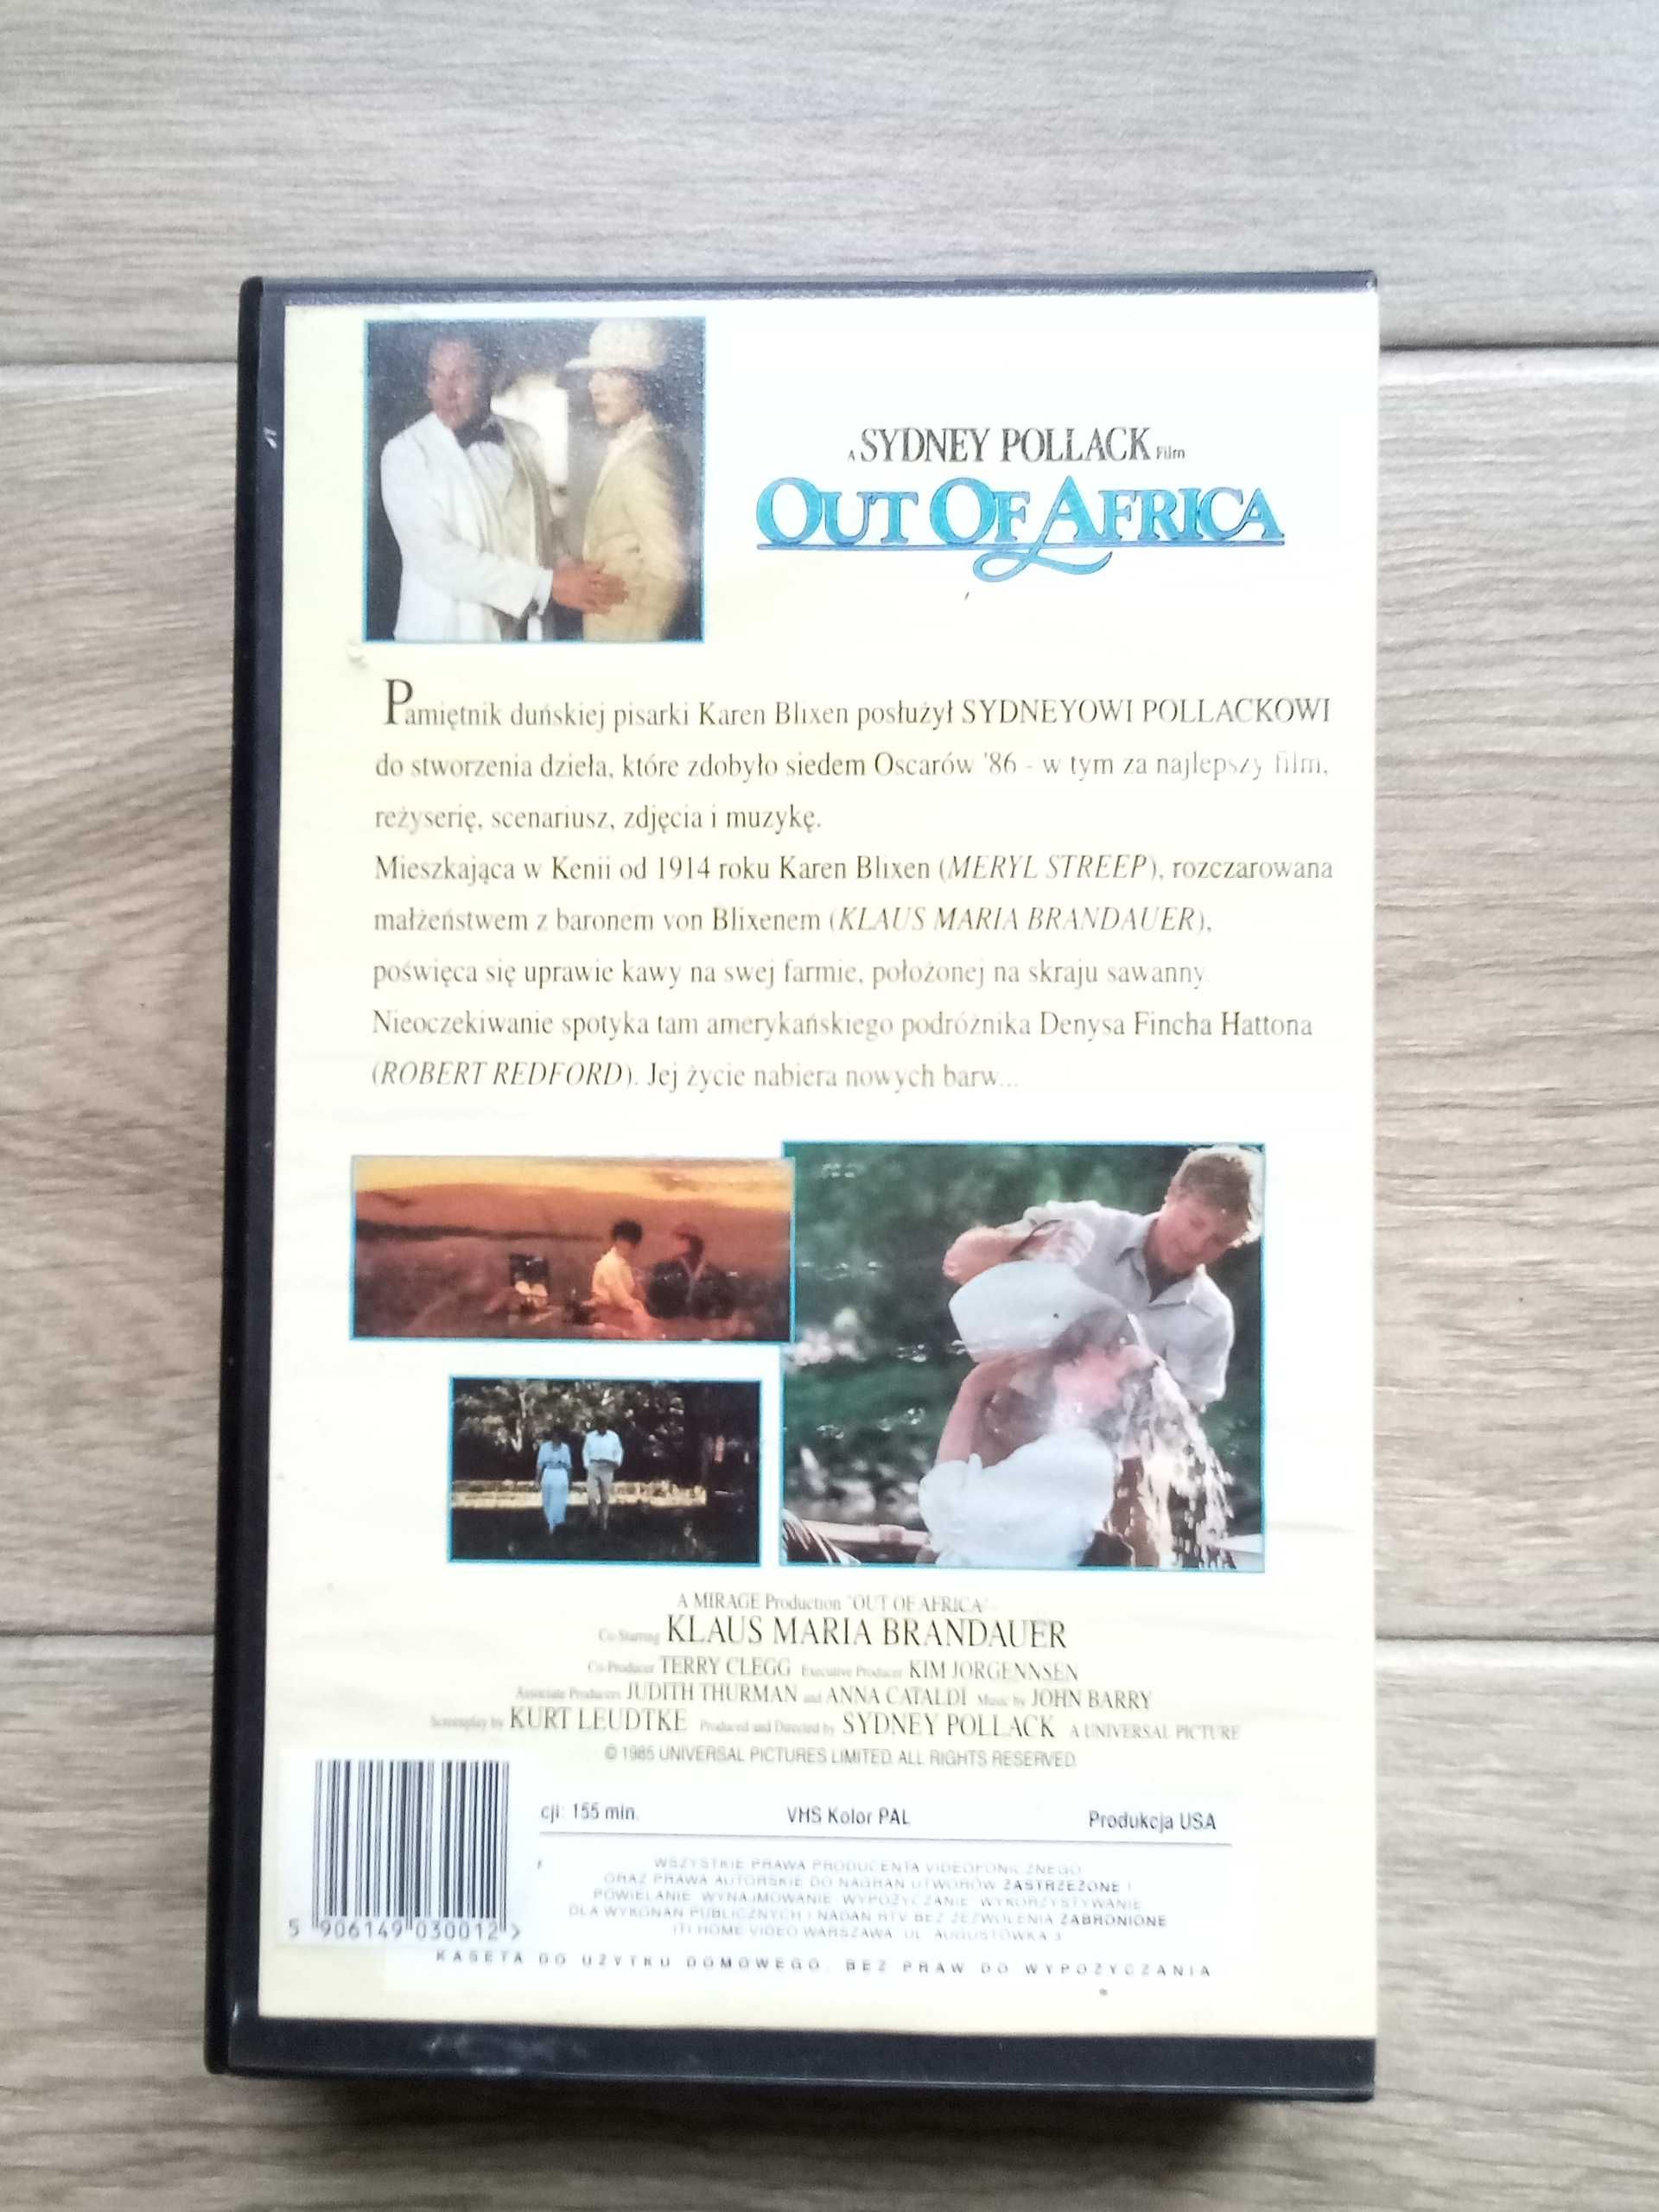 A SYDNEY POLLACK Film
OUT OF AFRICA
Pamiętnik duńskiej pisarki Karen Blixen posłużył SYDNEYOWI POLLACKOWI
do stworzenia dzieła, które zdobyło siedem Oscarów '86 - w tym za najlepszy film,
reżyserię, scenariusz, zdjęcia i muzykę.
Mieszkająca w Kenii od 1914 roku Karen Blixen (MERYL STREEP), rozczarowana
małżeństwem z baronem von Blixenem (KLAUS MARIA BRANDAUER),
poświęca się uprawie kawy na swej farmie, położonej na skraju sawanny.
Nieoczekiwanie spotyka tam amerykańskiego podróżnika Denysa Fincha Hattona
(ROBERT REDFORD). Jej życie nabiera nowych barw...
A MIRAGE Production "OUT OF AFRICA"
Co-Starring KLAUS MARIA BRANDAUER
Co-Producer TERRY CLEGG Executive Producer KIM JORGENNSEN
Associate Producers JUDITH THURMAN and ANNA CATALDI Music by JOHN BARRY
Screenplay by KURT LEUDTKE Produced and Directed by SYDNEY POLLACK A UNIVERSAL PICTURE
© 1985 UNIVERSAL PICTURES LIMITED. ALL RIGHTS RESERVED.
cji: 155 min. VHS Kolor PAL Produkcja USA
WSZYSTKIE PRAWA PRODUCENTA VIDEOFONICZNEGO
ORAZ PRAWA AUTORSKIE DO NAGRAŃ UTWORÓW ZASTRZEŻONE !
POWIELANIE, WYNAJMOWANIE, WYPOŻYCZANIE, WYKORZYSTYWANIE
DLA WYKONAŃ PUBLICZNYCH I NADAŃ RTV BEZ ZEZWOLENIA ZABRONIONE
ITI HOME VIDEO WARSZAWA UL. AUGUSTÓWKA 3
5 906149 030012 >
KASETA DO UŻYTKU DOMOWEGO. BEZ PRAW DO WYPOŻYCZANIA